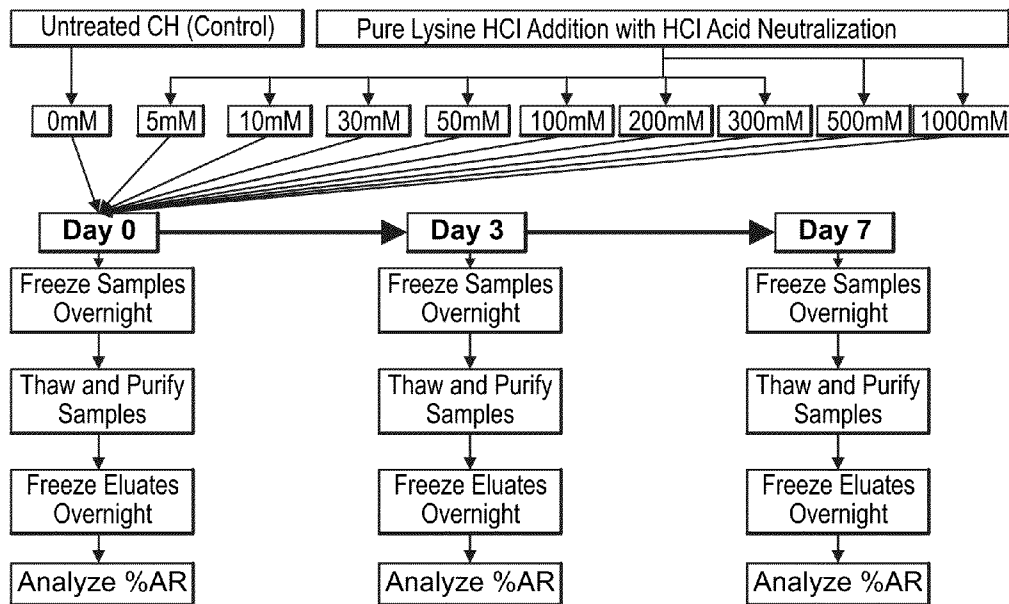 Untreated CH (Control)
Pure Lysine HCl Addition with HCl Acid Neutralization
0mM
5mM
10mM
30mM
50mM
100mM
200mM
300mM
500mM
1000mM
Day 0
Day 3
Day 7
Freeze Samples
Overnight
Freeze Samples
Overnight
Freeze Samples
Overnight
Thaw and Purify
Samples
Thaw and Purify
Samples
Thaw and Purify
Samples
Freeze Eluates
Overnight
Freeze Eluates
Overnight
Freeze Eluates
Overnight
Analyze %AR
Analyze %AR
Analyze %AR